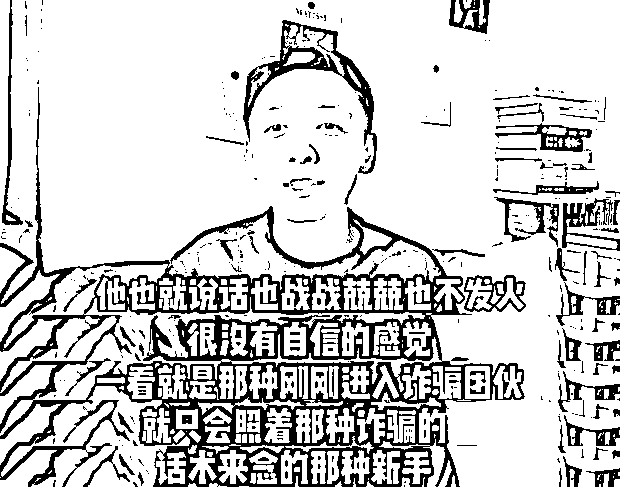 他也就说话也战战兢兢也不发火
很没有自信的感觉
一看就是那种刚刚进入诈骗团伙
就只会照着那种诈骗的
话术来念的那种新手